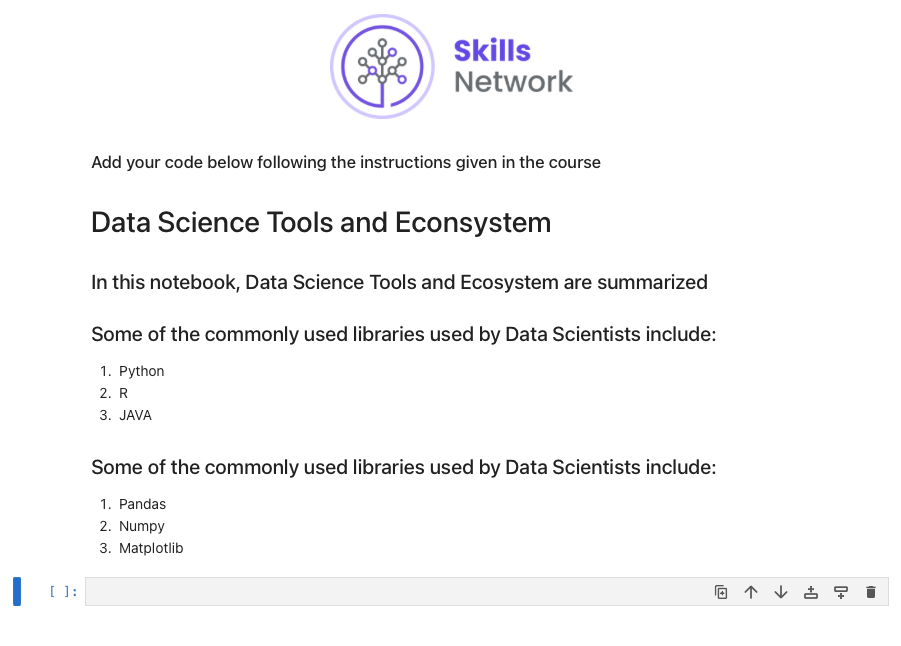 Skills
Network
Add your code below following the instructions given in the course
Data Science Tools and Econsystem
In this notebook, Data Science Tools and Ecosystem are summarized
Some of the commonly used libraries used by Data Scientists include:
1. Python
2. R
3. JAVA
Some of the commonly used libraries used by Data Scientists include:
1. Pandas
2. Numpy
3. Matplotlib
[ ]: